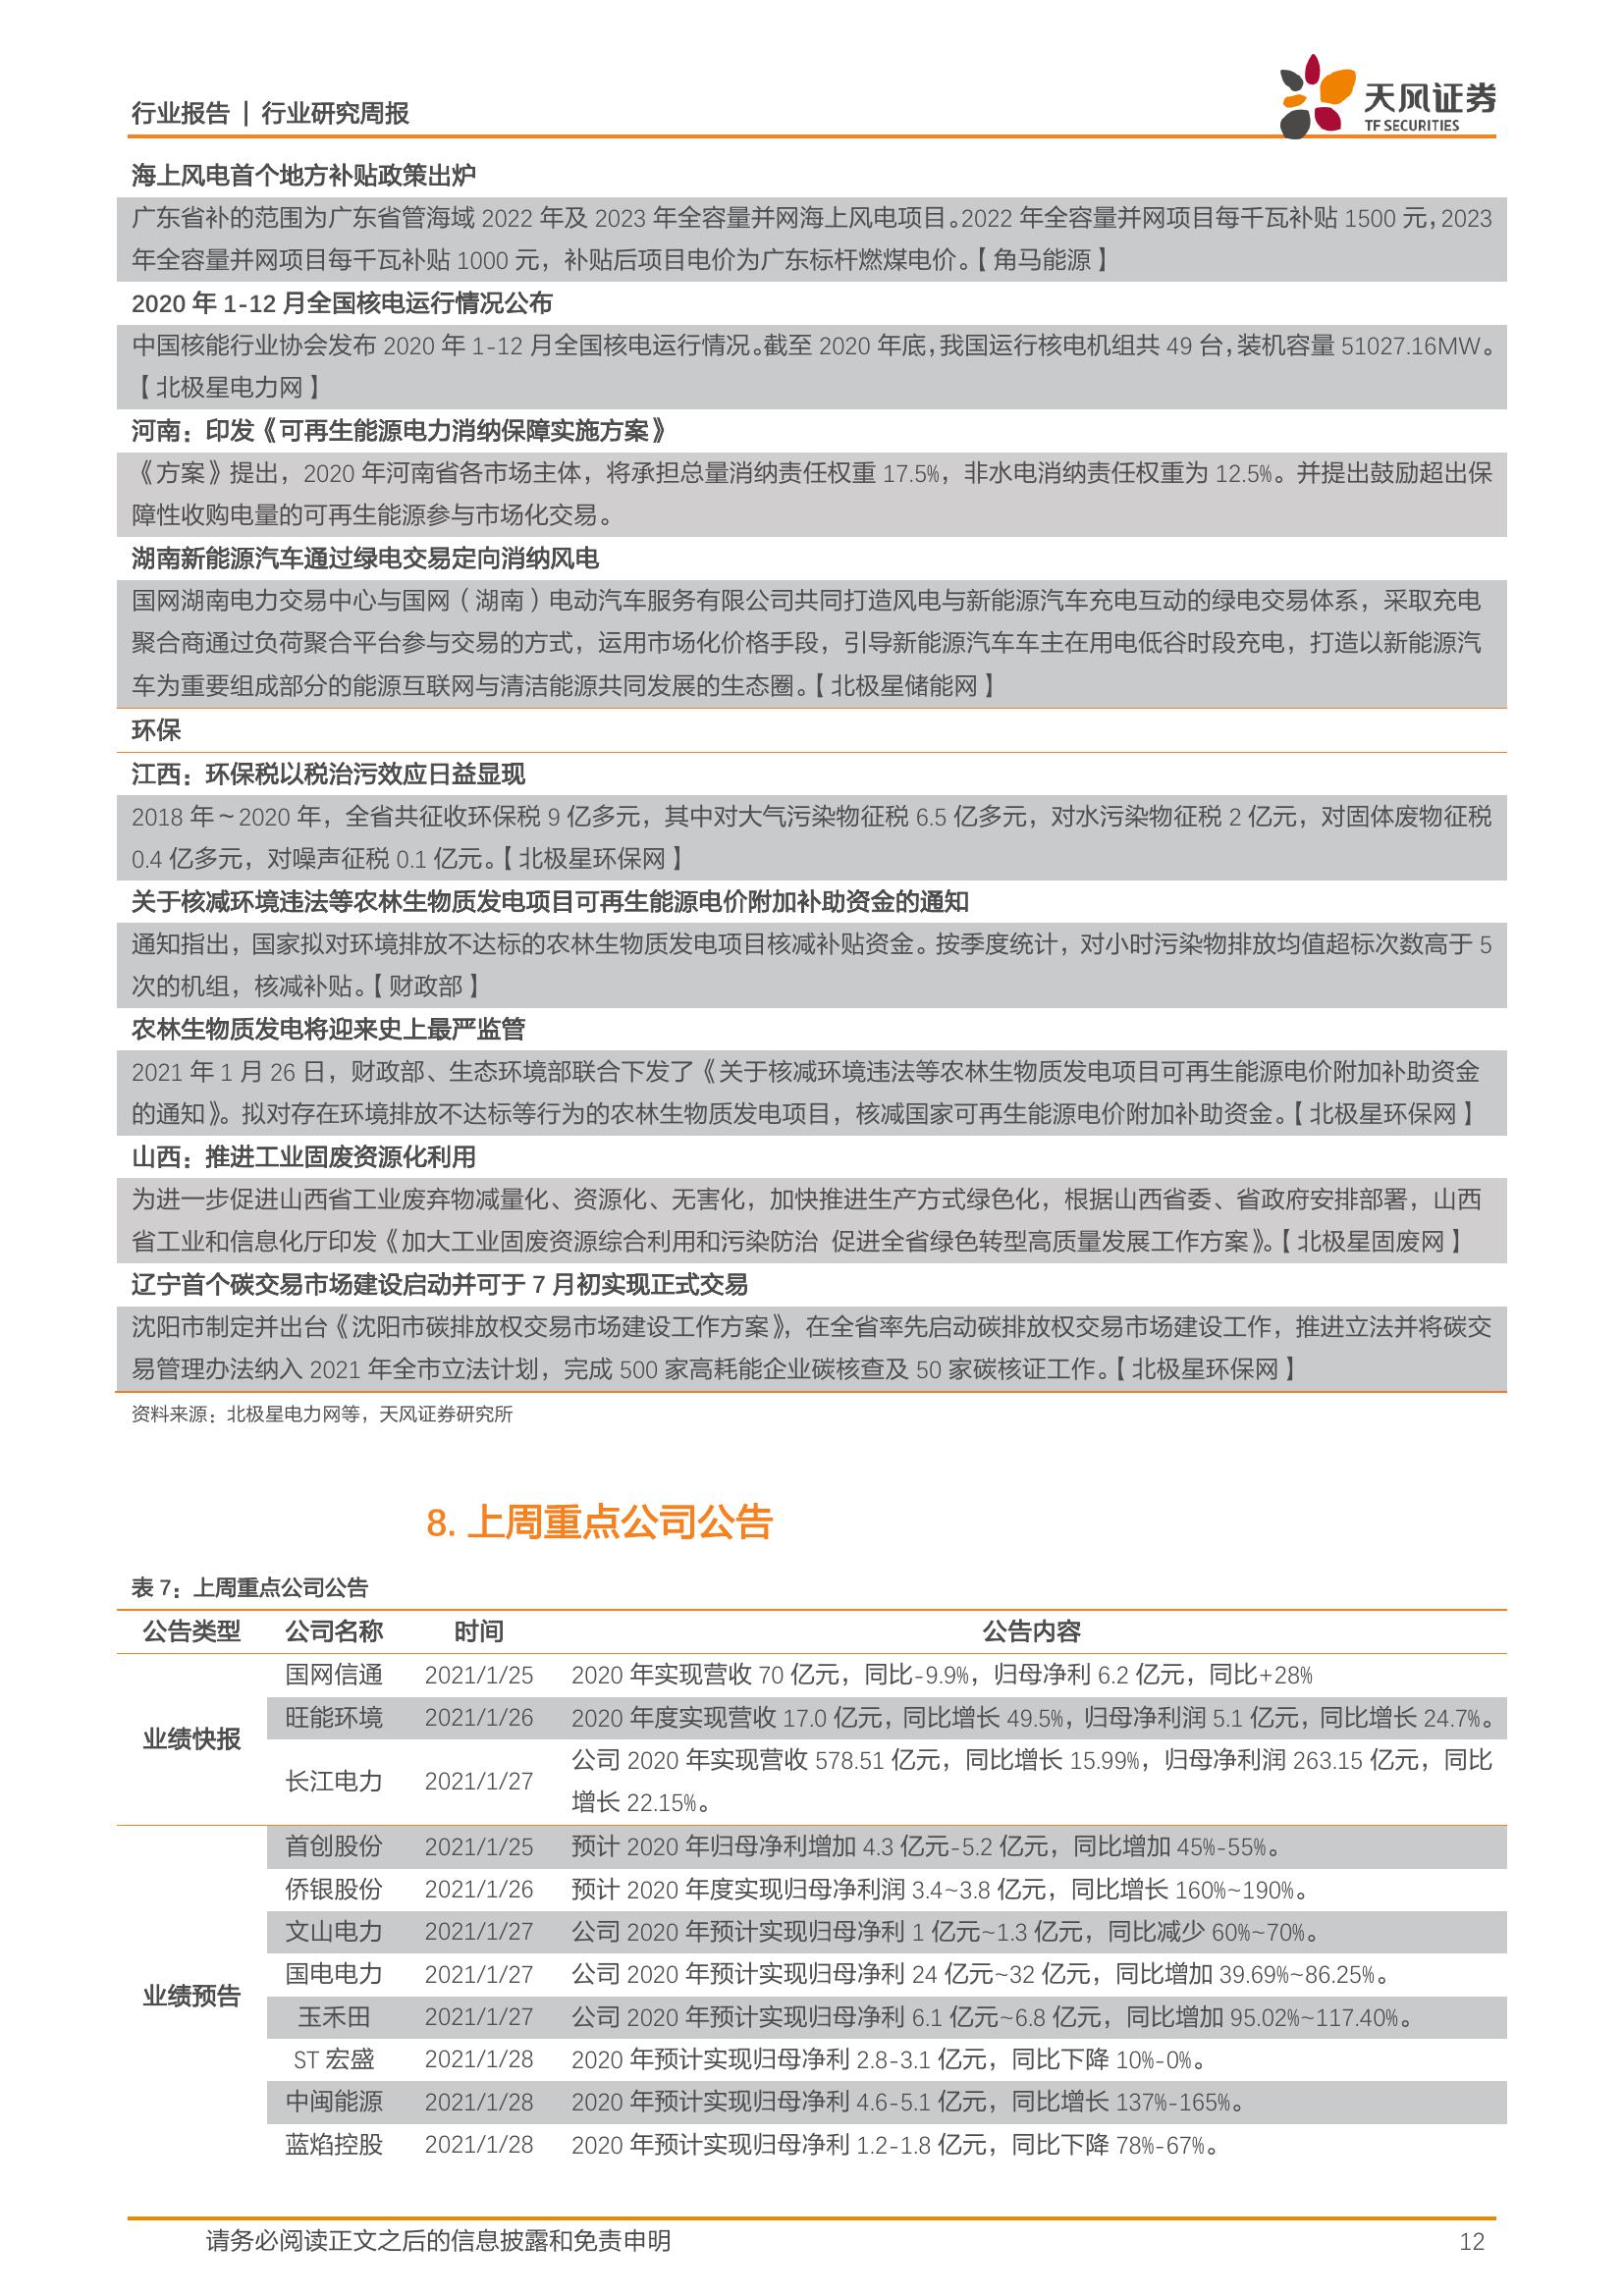 行业报告 | 行业研究周报
天风证券
TF SECURITIES
海上风电首个地方补贴政策出炉
广东省补的范围为广东省管海域 2022 年及 2023 年全容量并网海上风电项目。2022 年全容量并网项目每千瓦补贴 1500 元，2023
年全容量并网项目每千瓦补贴 1000 元，补贴后项目电价为广东标杆燃煤电价。【角马能源】
2020 年 1-12 月全国核电运行情况公布
中国核能行业协会发布 2020 年 1-12 月全国核电运行情况。截至 2020 年底，我国运行核电机组共 49 台，装机容量 51027.16MW。
【北极星电力网】
河南：印发《可再生能源电力消纳保障实施方案》
《方案》提出，2020 年河南省各市场主体，将承担总量消纳责任权重 17.5%，非水电消纳责任权重为 12.5%。并提出鼓励超出保
障性收购电量的可再生能源参与市场化交易。
湖南新能源汽车通过绿电交易定向消纳风电
国网湖南电力交易中心与国网（湖南）电动汽车服务有限公司共同打造风电与新能源汽车充电互动的绿电交易体系，采取充电
聚合商通过负荷聚合平台参与交易的方式，运用市场化价格手段，引导新能源汽车车主在用电低谷时段充电，打造以新能源汽
车为重要组成部分的能源互联网与清洁能源共同发展的生态圈。【北极星储能网】
环保
江西：环保税以税治污效应日益显现
2018 年～2020 年，全省共征收环保税 9 亿多元，其中对大气污染物征税 6.5 亿多元，对水污染物征税 2 亿元，对固体废物征税
0.4 亿多元，对噪声征税 0.1 亿元。【北极星环保网】
关于核减环境违法等农林生物质发电项目可再生能源电价附加补助资金的通知
通知指出，国家拟对环境排放不达标的农林生物质发电项目核减补贴资金。按季度统计，对小时污染物排放均值超标次数高于 5
次的机组，核减补贴。【财政部】
农林生物质发电将迎来史上最严监管
2021 年 1 月 26 日，财政部、生态环境部联合下发了《关于核减环境违法等农林生物质发电项目可再生能源电价附加补助资金
的通知》。拟对存在环境排放不达标等行为的农林生物质发电项目，核减国家可再生能源电价附加补助资金。【北极星环保网】
山西：推进工业固废资源化利用
为进一步促进山西省工业废弃物减量化、资源化、无害化，加快推进生产方式绿色化，根据山西省委、省政府安排部署，山西
省工业和信息化厅印发《加大工业固废资源综合利用和污染防治 促进全省绿色转型高质量发展工作方案》。【北极星固废网】
辽宁首个碳交易市场建设启动并可于 7 月初实现正式交易
沈阳市制定并出台《沈阳市碳排放权交易市场建设工作方案》，在全省率先启动碳排放权交易市场建设工作，推进立法并将碳交
易管理办法纳入 2021 年全市立法计划，完成 500 家高耗能企业碳核查及 50 家碳核证工作。【北极星环保网】
资料来源：北极星电力网等，天风证券研究所
8. 上周重点公司公告
表 7：上周重点公司公告
公告类型 公司名称 时间 公告内容
业绩快报
国网信通 2021/1/25 2020 年实现营收 70 亿元，同比-9.9%，归母净利 6.2 亿元，同比+28%
旺能环境 2021/1/26 2020 年度实现营收 17.0 亿元，同比增长 49.5%，归母净利润 5.1 亿元，同比增长 24.7%。
长江电力 2021/1/27 公司 2020 年实现营收 578.51 亿元，同比增长 15.99%，归母净利润 263.15 亿元，同比
增长 22.15%。
业绩预告
首创股份 2021/1/25 预计 2020 年归母净利增加 4.3 亿元-5.2 亿元，同比增加 45%-55%。
侨银股份 2021/1/26 预计 2020 年度实现归母净利润 3.4~3.8 亿元，同比增长 160%~190%。
文山电力 2021/1/27 公司 2020 年预计实现归母净利 1 亿元~1.3 亿元，同比减少 60%~70%。
国电电力 2021/1/27 公司 2020 年预计实现归母净利 24 亿元~32 亿元，同比增加 39.69%~86.25%。
玉禾田 2021/1/27 公司 2020 年预计实现归母净利 6.1 亿元~6.8 亿元，同比增加 95.02%~117.40%。
ST 宏盛 2021/1/28 2020 年预计实现归母净利 2.8-3.1 亿元，同比下降 10%-0%。
中闽能源 2021/1/28 2020 年预计实现归母净利 4.6-5.1 亿元，同比增长 137%-165%。
蓝焰控股 2021/1/28 2020 年预计实现归母净利 1.2-1.8 亿元，同比下降 78%-67%。
请务必阅读正文之后的信息披露和免责申明 12